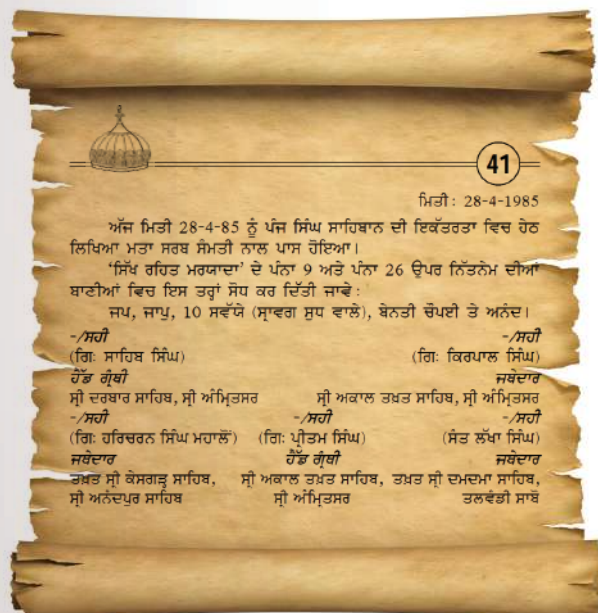 41
ਮਿਤੀ: 28-4-1985
ਅੱਜ ਮਿਤੀ 28-4-85 ਨੂੰ ਪੰਜ ਸਿੰਘ ਸਾਹਿਬਾਨ ਦੀ ਇਕੱਤਰਤਾ ਵਿਚ ਹੇਠ
ਲਿਖਿਆ ਮਤਾ ਸਰਬ ਸੰਮਤੀ ਨਾਲ ਪਾਸ ਹੋਇਆ।
'ਸਿੱਖ ਰਹਿਤ ਮਰਯਾਦਾ' ਦੇ ਪੰਨਾ 9 ਅਤੇ ਪੰਨਾ 26 ਉਪਰ ਨਿੱਤਨੇਮ ਦੀਆਂ
ਬਾਣੀਆਂ ਵਿਚ ਇਸ ਤਰ੍ਹਾਂ ਸੋਧ ਕਰ ਦਿੱਤੀ ਜਾਵੇ:
ਜਪ, ਜਾਪੁ, 10 ਸਵੱਯੇ (ਸ੍ਰਾਵਗ ਸੁਧ ਵਾਲੇ), ਬੇਨਤੀ ਚੌਪਈ ਤੇ ਅਨੰਦ।
-/ਸਹੀ -/ਸਹੀ
(ਗਿ: ਸਾਹਿਬ ਸਿੰਘ) (ਗਿ: ਕਿਰਪਾਲ ਸਿੰਘ)
ਹੈੱਡ ਗ੍ਰੰਥੀ ਜਥੇਦਾਰ
ਸ੍ਰੀ ਦਰਬਾਰ ਸਾਹਿਬ, ਸ੍ਰੀ ਅੰਮ੍ਰਿਤਸਰ ਸ੍ਰੀ ਅਕਾਲ ਤਖ਼ਤ ਸਾਹਿਬ, ਸ੍ਰੀ ਅੰਮ੍ਰਿਤਸਰ
-/ਸਹੀ -/ਸਹੀ -/ਸਹੀ
(ਗਿ: ਹਰਿਚਰਨ ਸਿੰਘ ਮਹਾਲੋਂ) (ਗਿ: ਪ੍ਰੀਤਮ ਸਿੰਘ) (ਸੰਤ ਲੱਖਾ ਸਿੰਘ)
ਜਥੇਦਾਰ ਹੈੱਡ ਗ੍ਰੰਥੀ ਜਥੇਦਾਰ
ਤਖ਼ਤ ਸ੍ਰੀ ਕੇਸਗੜ੍ਹ ਸਾਹਿਬ, ਸ੍ਰੀ ਅਕਾਲ ਤਖ਼ਤ ਸਾਹਿਬ, ਤਖ਼ਤ ਸ੍ਰੀ ਦਮਦਮਾ ਸਾਹਿਬ,
ਸ੍ਰੀ ਅਨੰਦਪੁਰ ਸਾਹਿਬ ਸ੍ਰੀ ਅੰਮ੍ਰਿਤਸਰ ਤਲਵੰਡੀ ਸਾਬੋ